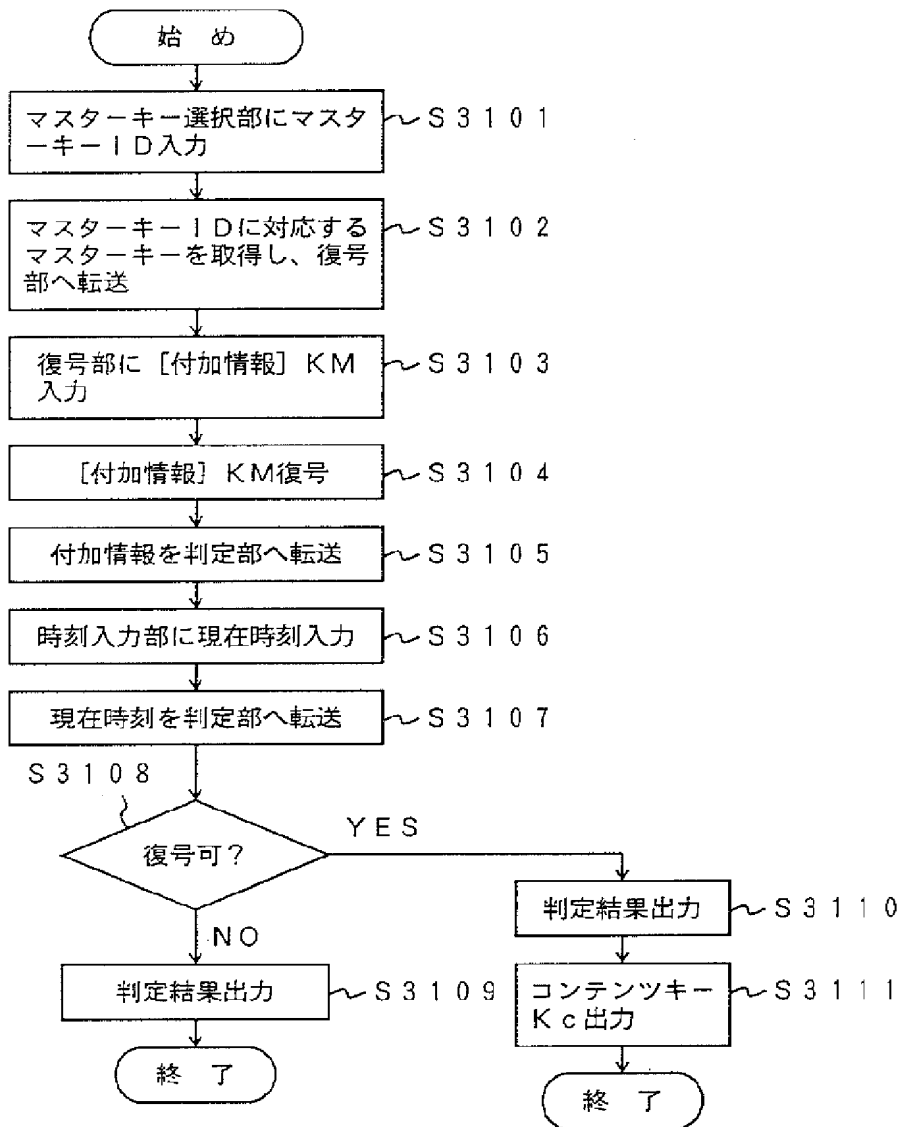 始 め
マスターキー選択部にマスタ
ーキーID入力
S3101
マスターキーIDに対応する
マスターキーを取得し、復号
部へ転送
S3102
復号部に[付加情報]KM
入力
S3103
[付加情報]KM復号
S3104
付加情報を判定部へ転送
S3105
時刻入力部に現在時刻入力
S3106
現在時刻を判定部へ転送
S3107
S3108
復号可?
YES
NO
判定結果出力
S3109
終 了
判定結果出力
S3110
コンテンツキー
Kc出力
S3111
終 了